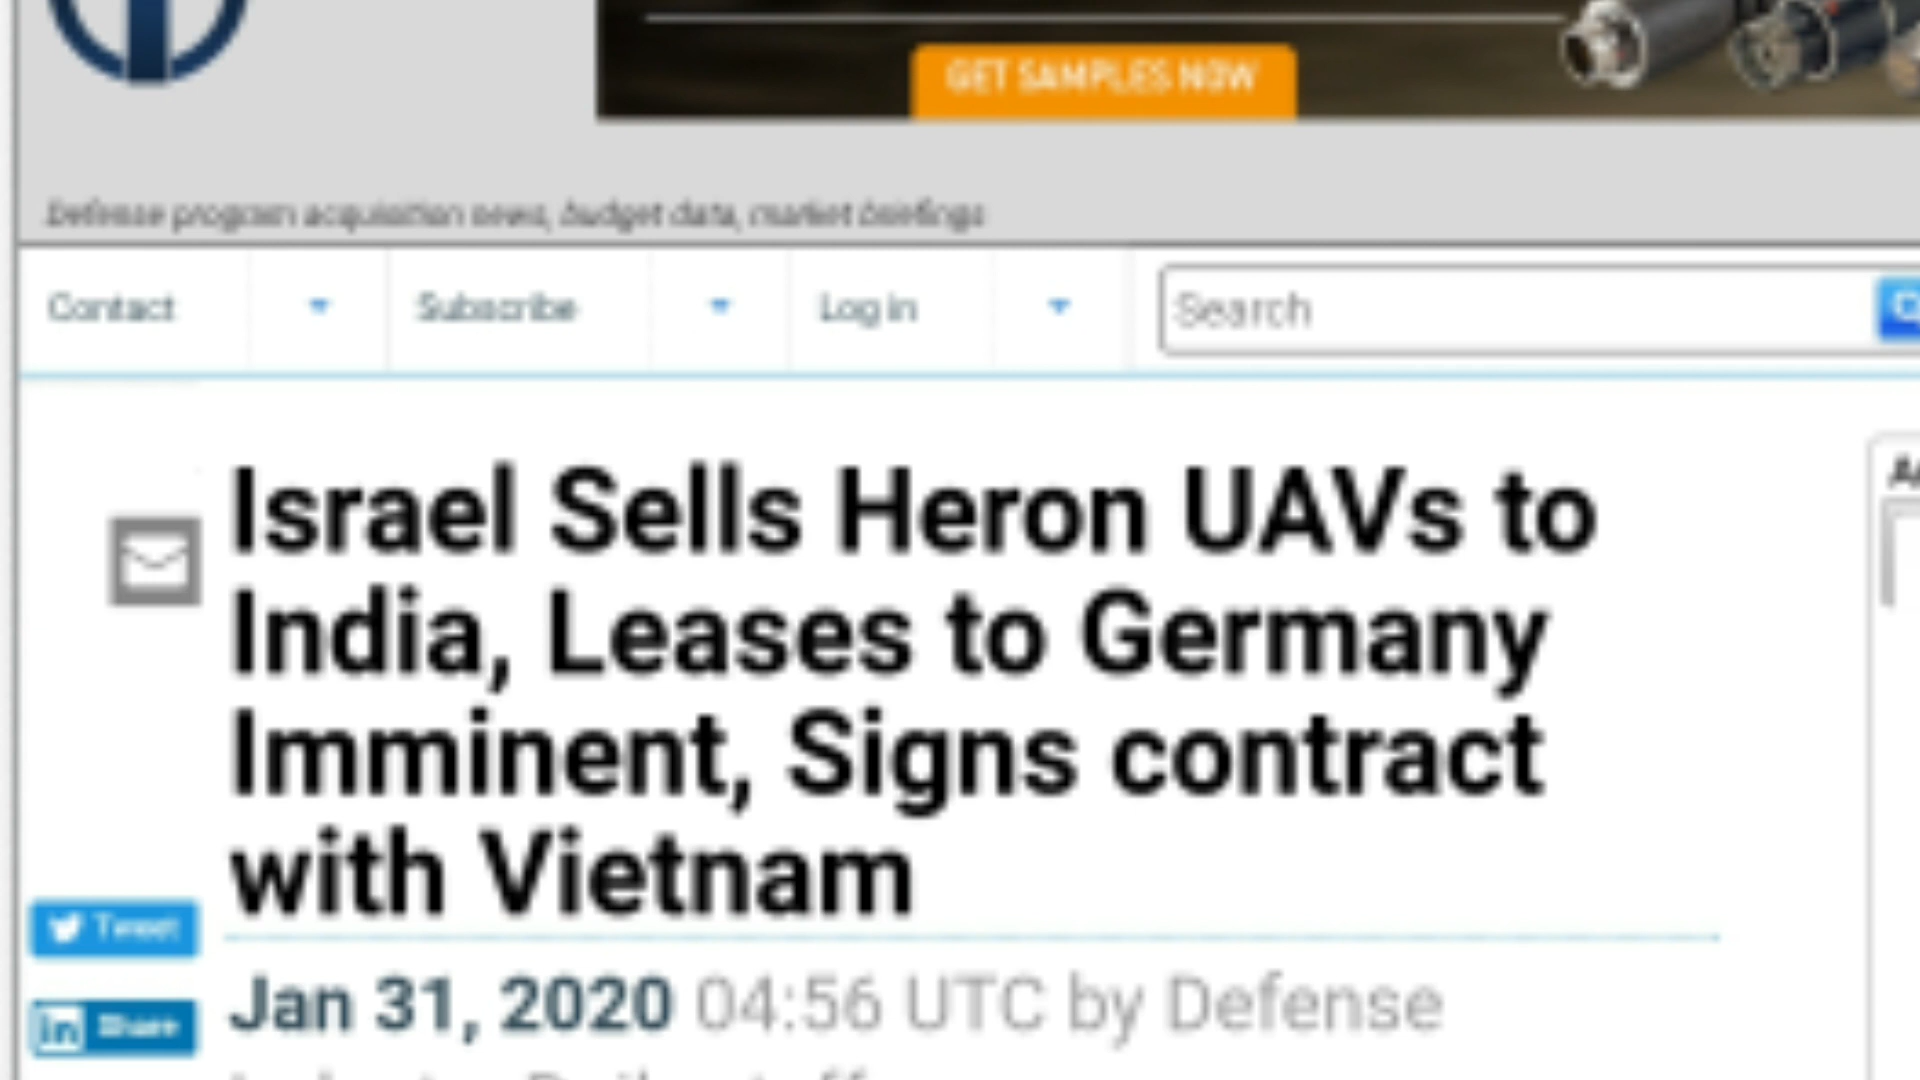 GET SAMPLES NOW
Defense program acquisition news, budget data, market briefings
Contact Subscribe Log in Search
Israel Sells Heron UAVs to
India, Leases to Germany
Imminent, Signs contract
with Vietnam
Tweet
Jan 31, 2020 04:56 UTC by Defense
in Share